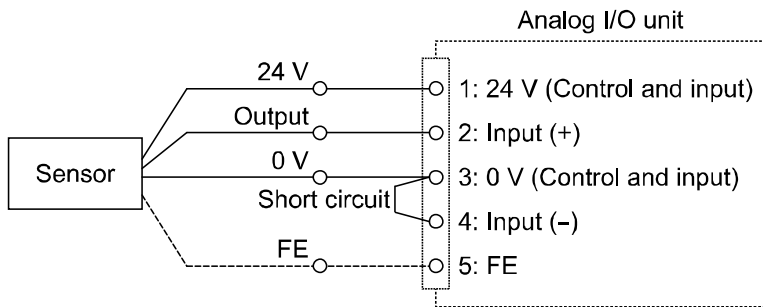 Analog I/O unit
24 V
1: 24 V (Control and input)
Output
2: Input (+)
Sensor
0 V
3: 0 V (Control and input)
Short circuit
4: Input (–)
FE
5: FE